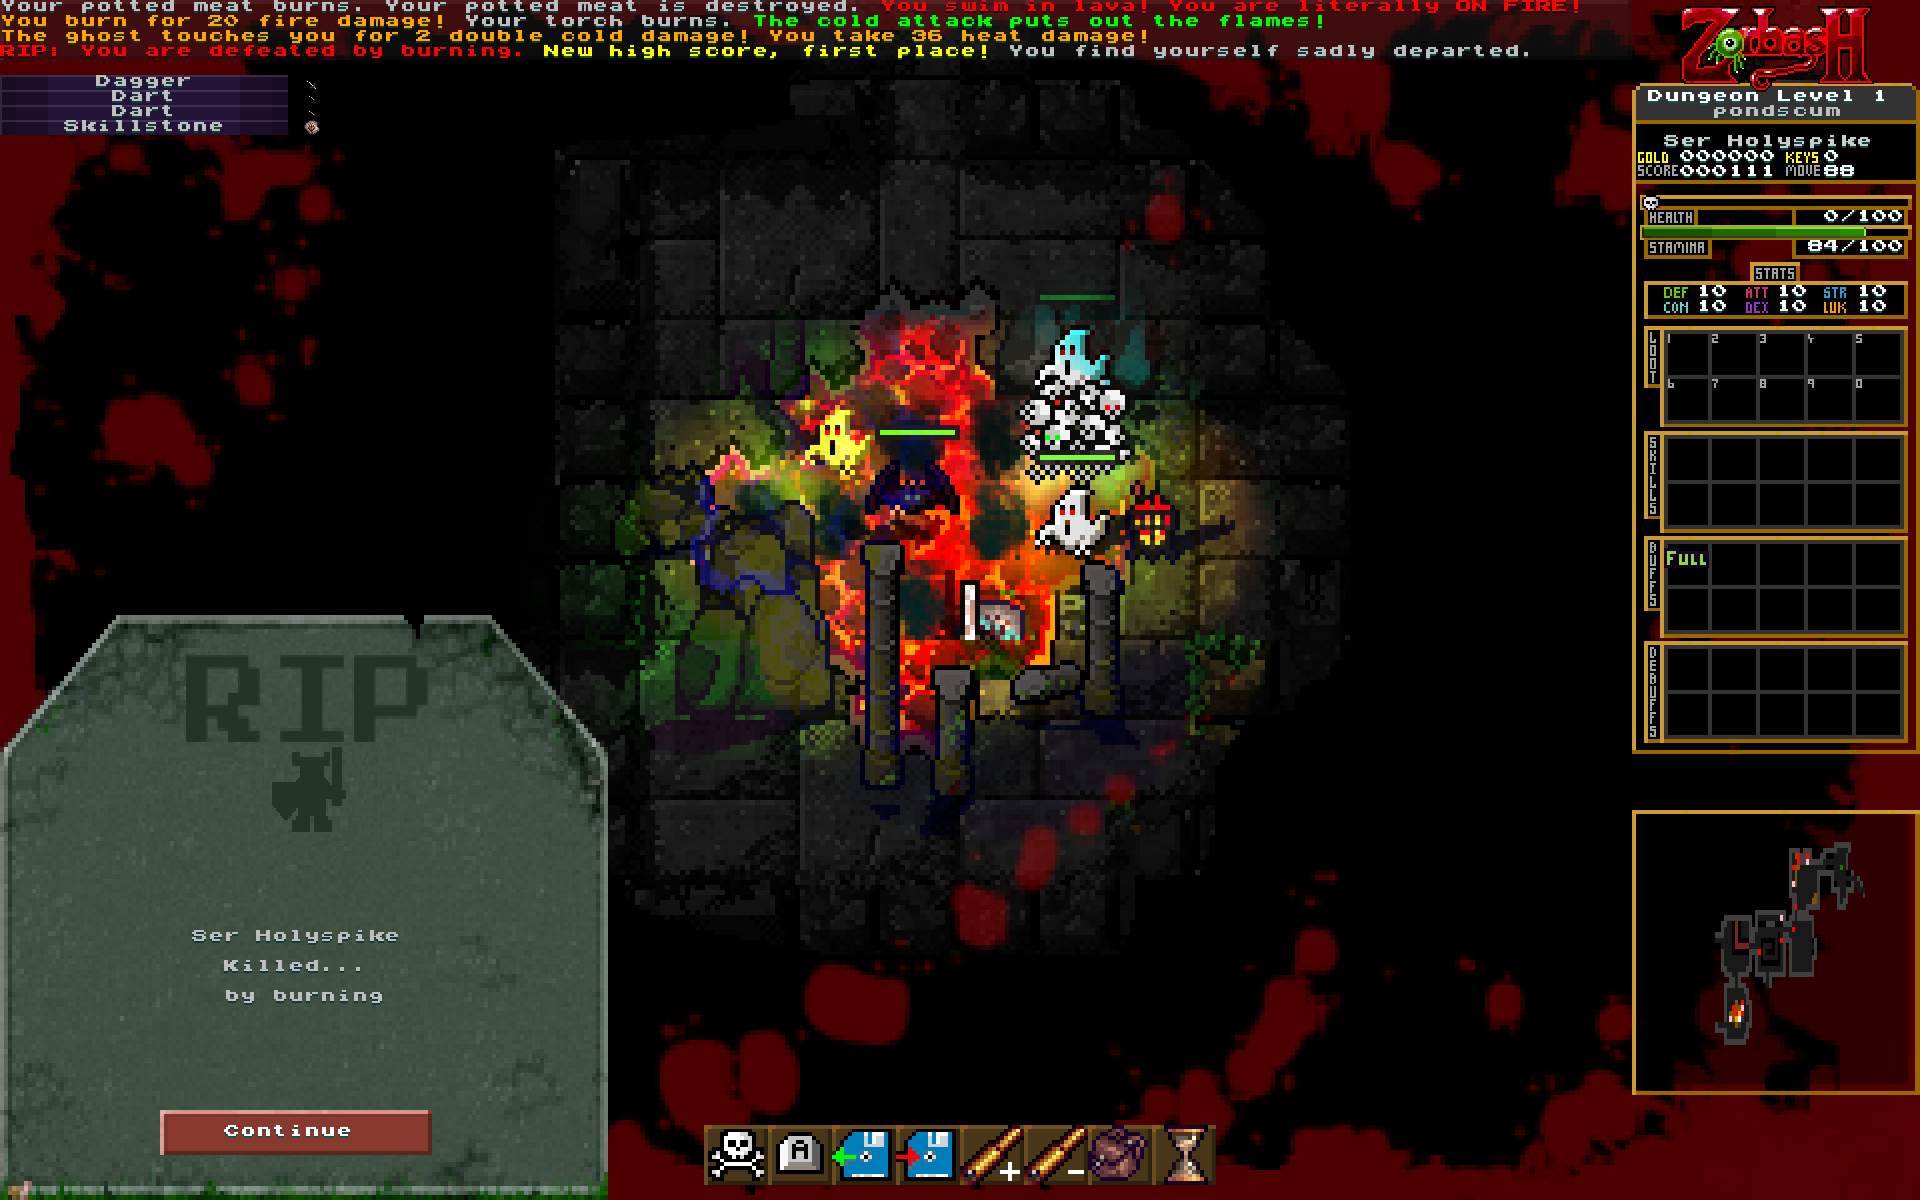 Your potted meat burns. Your potted meat is destroyed. You swim in lava! You are literally ON FIRE!
You burn for 20 fire damage! Your torch burns. The cold attack puts out the flames!
The ghost touches you for 2 double cold damage! You take 36 heat damage!
RIP: You are defeated by burning. New high score, first place! You find yourself sadly departed.
Dagger
Dart
Dart
Skillstone
ZorbasH
Dungeon Level 1
pondscum
Ser Holyspike
GOLD 000000 KEYS 0
SCORE 000111 MOVE 88
HEALTH 0/100
STAMINA 84/100
STATS
DEF 10 ATT 10 STR 10
CON 10 DEX 10 LUK 10
LOOT
1 2 3 4 5
6 7 8 9 0
SKILLS
BUFFS
FULL
DEBUFFS
RIP
Ser Holyspike
Killed...
by burning
Continue
A
+
-